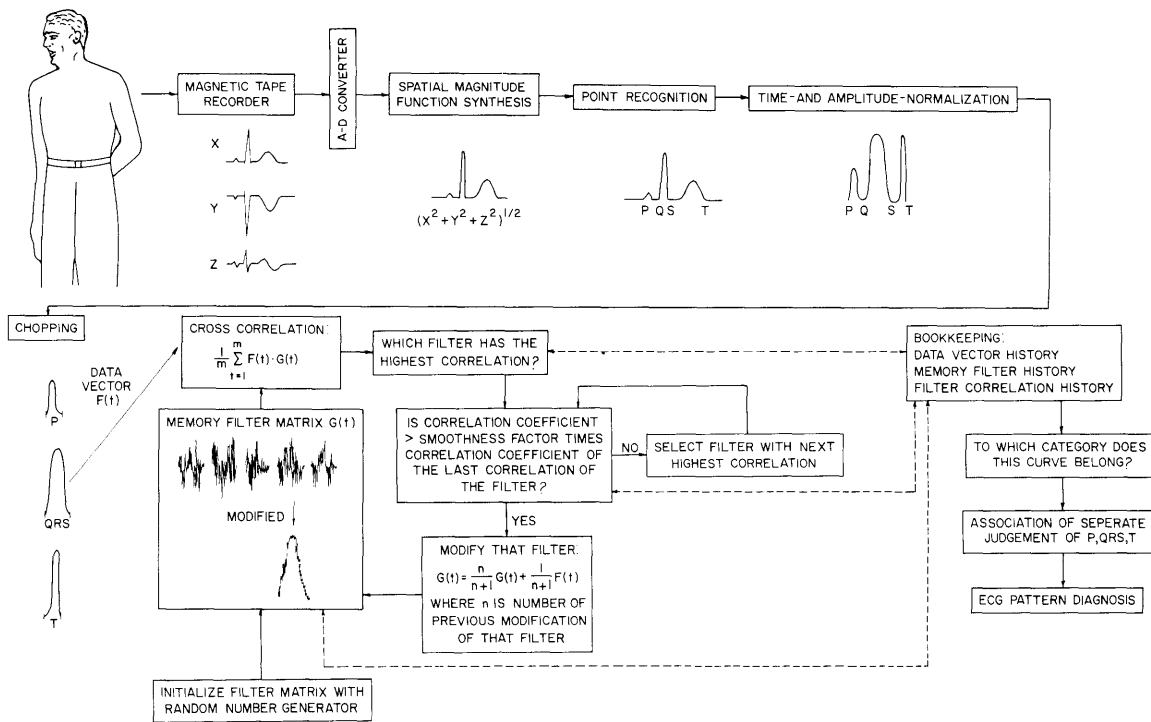 MAGNETIC TAPE
RECORDER
A-D CONVERTER
SPATIAL MAGNITUDE
FUNCTION SYNTHESIS
POINT RECOGNITION
TIME-AND AMPLITUDE-NORMALIZATION
X
Y
Z
(X²+Y²+Z²)^1/2
P QS T
P Q S T
CHOPPING
DATA
VECTOR
F(t)
P
QRS
T
CROSS CORRELATION:
1/m Σ_{t=1}^{m} F(t)·G(t)
WHICH FILTER HAS THE
HIGHEST CORRELATION?
BOOKKEEPING:
DATA VECTOR HISTORY
MEMORY FILTER HISTORY
FILTER CORRELATION HISTORY
MEMORY FILTER MATRIX G(t)
MODIFIED
IS CORRELATION COEFFICIENT
> SMOOTHNESS FACTOR TIMES
CORRELATION COEFFICIENT OF
THE LAST CORRELATION OF
THE FILTER?
NO
SELECT FILTER WITH NEXT
HIGHEST CORRELATION
YES
MODIFY THAT FILTER:
G(t)= n/n+1 G(t)+ 1/n+1 F(t)
WHERE n IS NUMBER OF
PREVIOUS MODIFICATION
OF THAT FILTER
TO WHICH CATEGORY DOES
THIS CURVE BELONG?
ASSOCIATION OF SEPERATE
JUDGEMENT OF P,QRS,T
ECG PATTERN DIAGNOSIS
INITIALIZE FILTER MATRIX WITH
RANDOM NUMBER GENERATOR